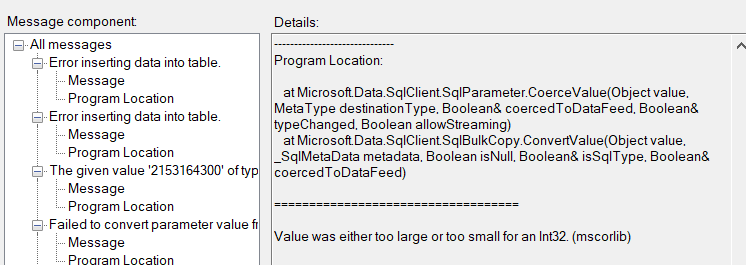 Message component:
All messages
Error inserting data into table.
Message
Program Location
Error inserting data into table.
Message
Program Location
The given value '2153164300' of typ
Message
Program Location
Failed to convert parameter value fr
Message
Program Location
Details:
------------------------------
Program Location:
at Microsoft.Data.SqlClient.SqlParameter.CoerceValue(Object value,
MetaType destinationType, Boolean& coercedToDataFeed, Boolean&
typeChanged, Boolean allowStreaming)
at Microsoft.Data.SqlClient.SqlBulkCopy.ConvertValue(Object value,
_SqlMetaData metadata, Boolean isNull, Boolean& isSqlType, Boolean&
coercedToDataFeed)
===================================
Value was either too large or too small for an Int32. (mscorlib)